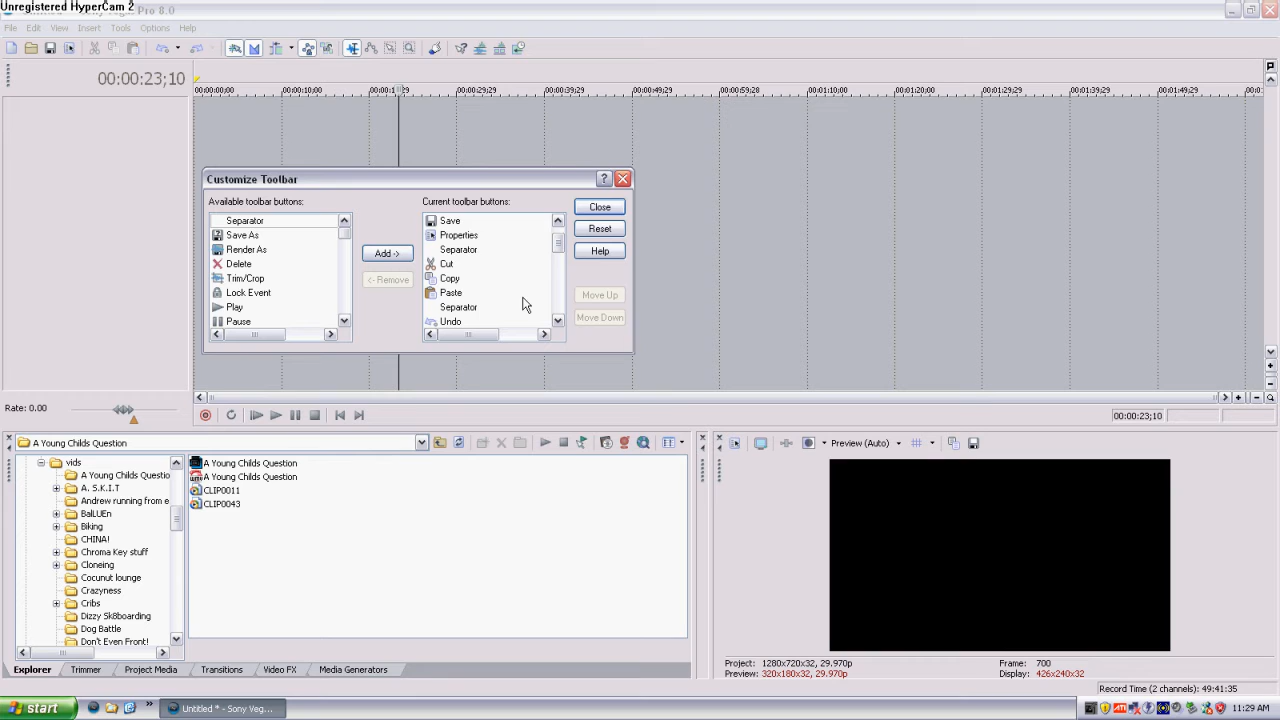 Unregistered HyperCam 2
Pro 8.0
File Edit View Insert Tools Options Help
00:00:23;10
00:00:00;00 00:00:10;00 00:00:29;29 00:00:39;29 00:00:49;29 00:00:59;28 00:01:10;00 00:01:20;00 00:01:29;29 00:01:39;29 00:01:49;29
Customize Toolbar
Available toolbar buttons:
Current toolbar buttons:
Separator
Save As
Render As
Delete
Trim/Crop
Lock Event
Play
Pause
Add ->
<- Remove
Save
Properties
Separator
Cut
Copy
Paste
Separator
Undo
Close
Reset
Help
Move Up
Move Down
Rate: 0.00
00:00:23;10
A Young Childs Question
vids
A Young Childs Questio
A. S.K.I.T
Andrew running from e
BalLUEn
Biking
CHINA!
Chroma Key stuff
Cloneing
Coconut lounge
Crazyness
Cribs
Dizzy Sk8boarding
Dog Battle
Don't Even Front!
A Young Childs Question
A Young Childs Question
CLIP0011
CLIP0043
Preview (Auto)
Explorer Trimmer Project Media Transitions Video FX Media Generators
Project: 1280x720x32, 29.970p
Preview: 320x180x32, 29.970p
Frame: 700
Display: 426x240x32
Record Time (2 channels): 49:41:35
start
Untitled * - Sony Veg...
11:29 AM